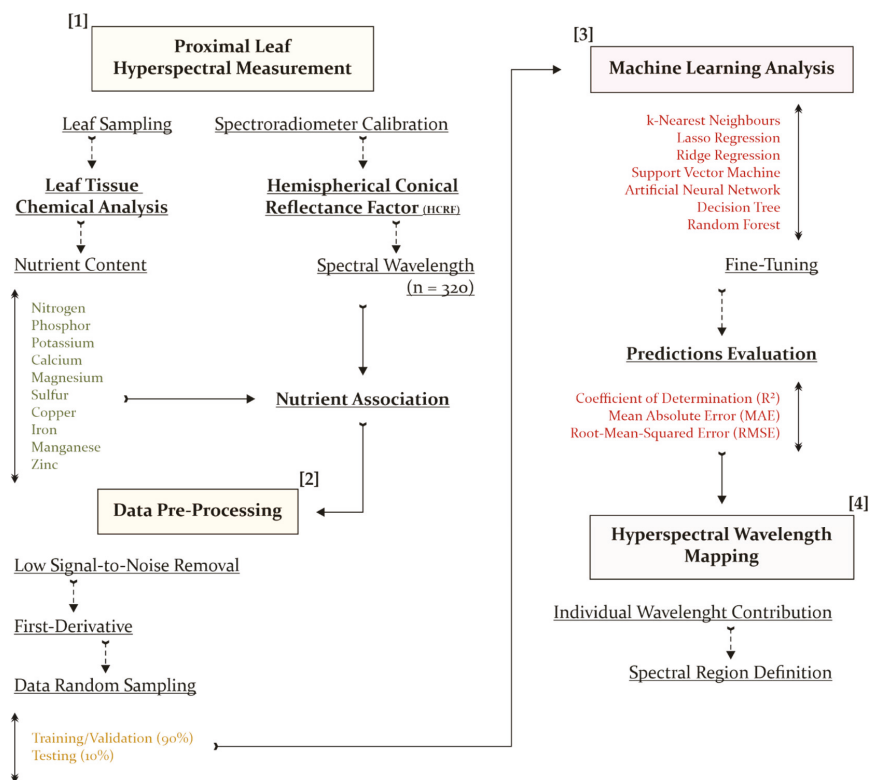 [1]
Proximal Leaf
Hyperspectral Measurement
Leaf Sampling
Spectroradiometer Calibration
Leaf Tissue
Chemical Analysis
Hemispherical Conical
Reflectance Factor (HCRF)
Nutrient Content
Spectral Wavelength
(n = 320)
Nitrogen
Phosphor
Potassium
Calcium
Magnesium
Sulfur
Copper
Iron
Manganese
Zinc
Nutrient Association
[2]
Data Pre-Processing
Low Signal-to-Noise Removal
First-Derivative
Data Random Sampling
Training/Validation (90%)
Testing (10%)
[3]
Machine Learning Analysis
k-Nearest Neighbours
Lasso Regression
Ridge Regression
Support Vector Machine
Artificial Neural Network
Decision Tree
Random Forest
Fine-Tuning
Predictions Evaluation
Coefficient of Determination (R²)
Mean Absolute Error (MAE)
Root-Mean-Squared Error (RMSE)
[4]
Hyperspectral Wavelength
Mapping
Individual Wavelenght Contribution
Spectral Region Definition